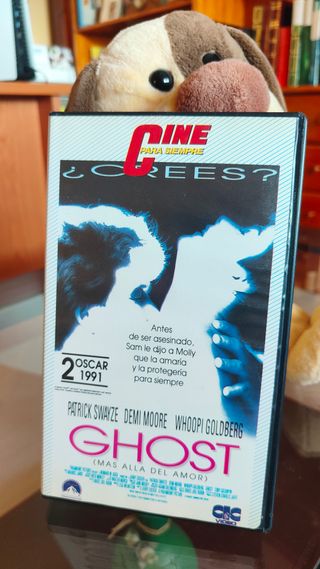 CINE
PARA SIEMPRE
¿CREES?
Antes
de ser asesinado,
Sam le dijo a Molly
que la amaría
y la protegería
para siempre
2 OSCAR
1991
PATRICK SWAYZE DEMI MOORE WHOOPI GOLDBERG
GHOST
(MAS ALLA DEL AMOR)
CIC
VIDEO